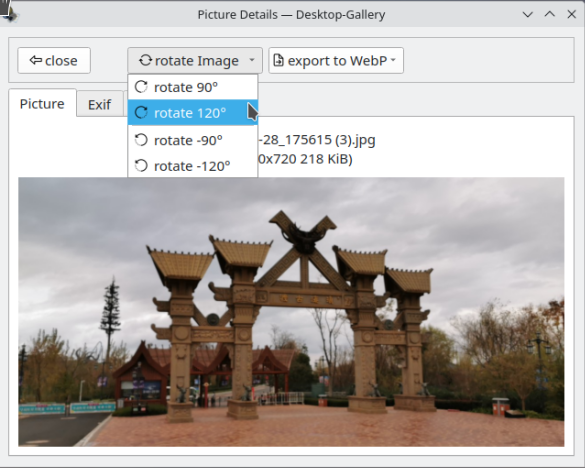 Picture Details — Desktop-Gallery
close
rotate Image
export to WebP
rotate 90°
Picture
Exif
rotate 120°
rotate -90°
-28_175615 (3).jpg
rotate -120°
0x720 218 KiB)